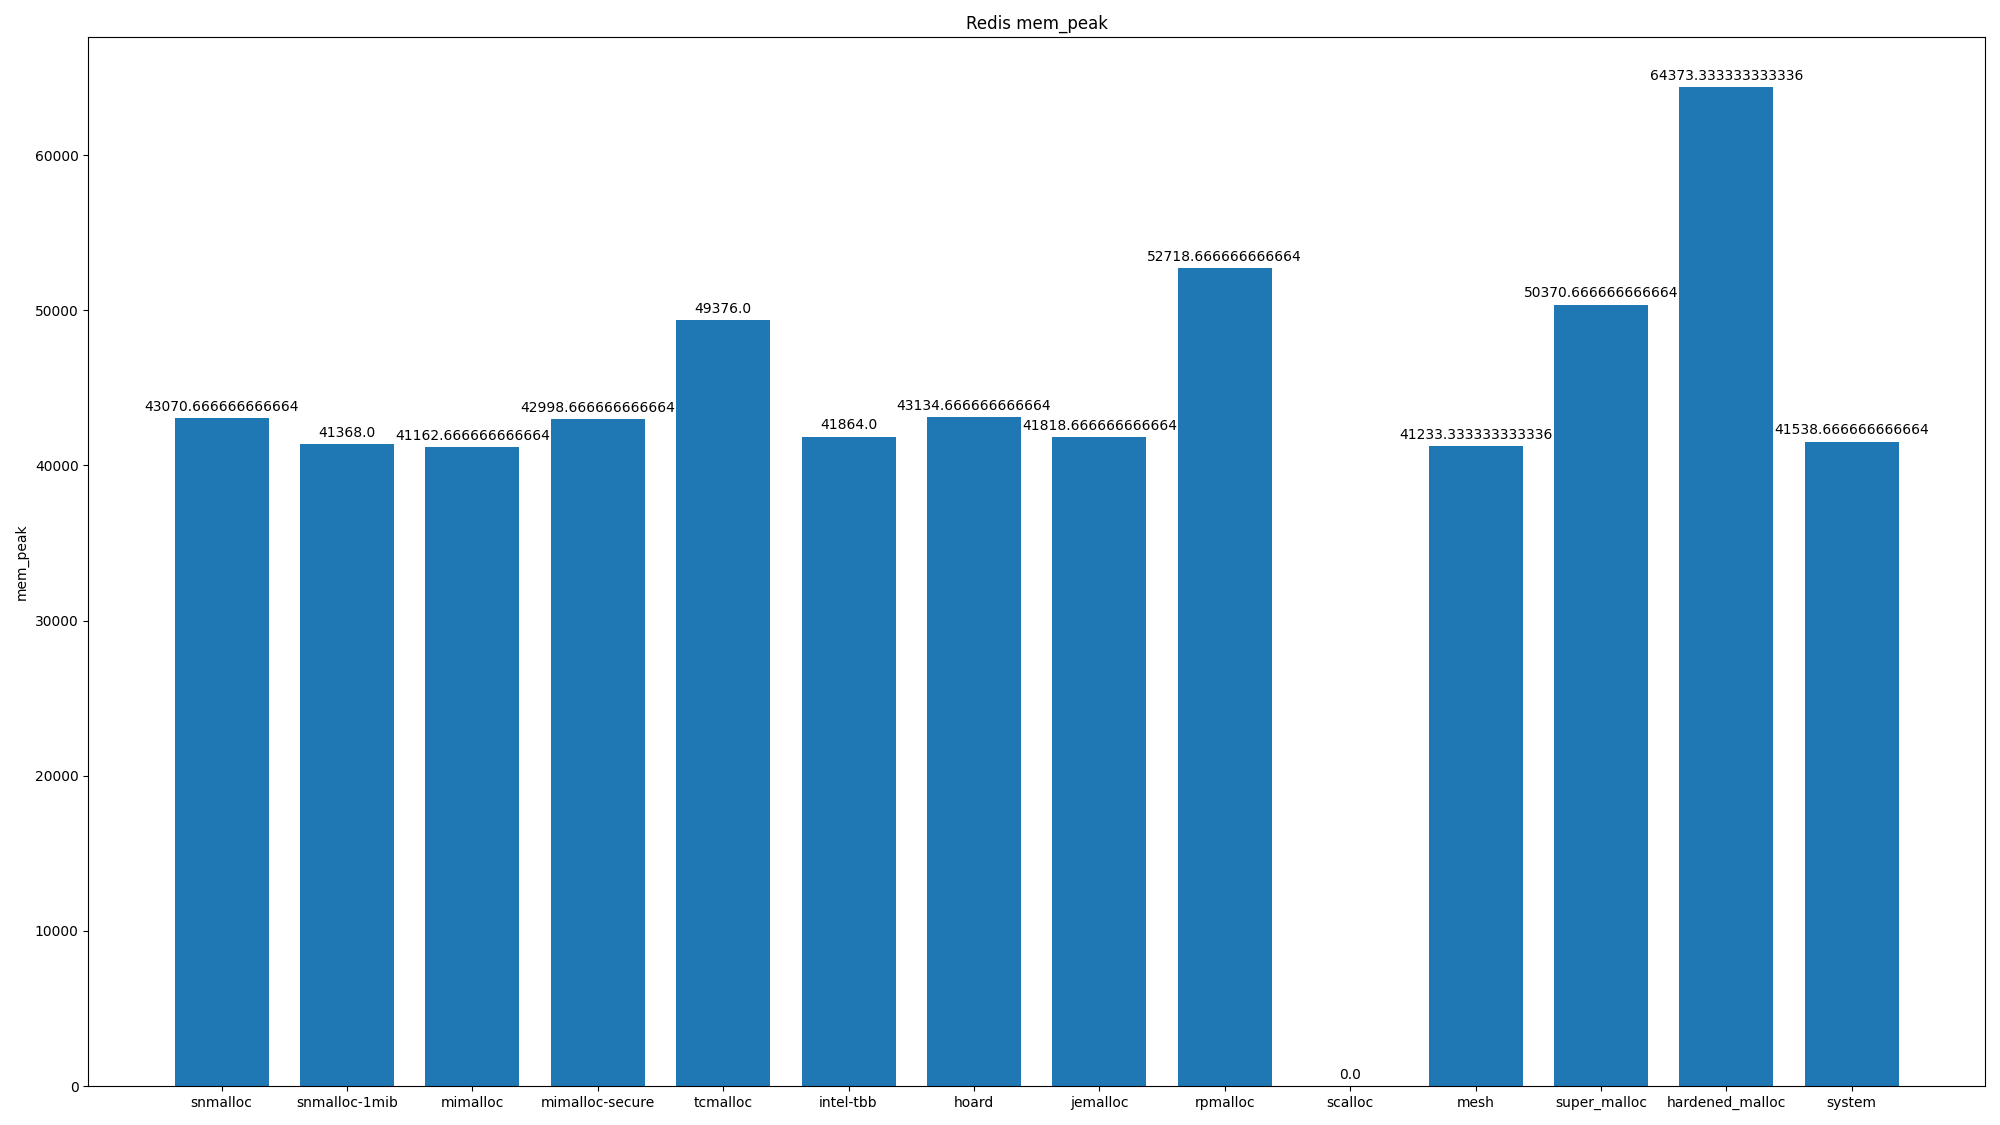 Redis mem_peak
mem_peak
60000
50000
40000
30000
20000
10000
0
43070.666666666664
41368.0
41162.666666666664
42998.666666666664
49376.0
41864.0
43134.666666666664
41818.666666666664
52718.666666666664
0.0
41233.333333333336
50370.666666666664
64373.333333333336
41538.666666666664
snmalloc
snmalloc-1mib
mimalloc
mimalloc-secure
tcmalloc
intel-tbb
hoard
jemalloc
rpmalloc
scalloc
mesh
super_malloc
hardened_malloc
system